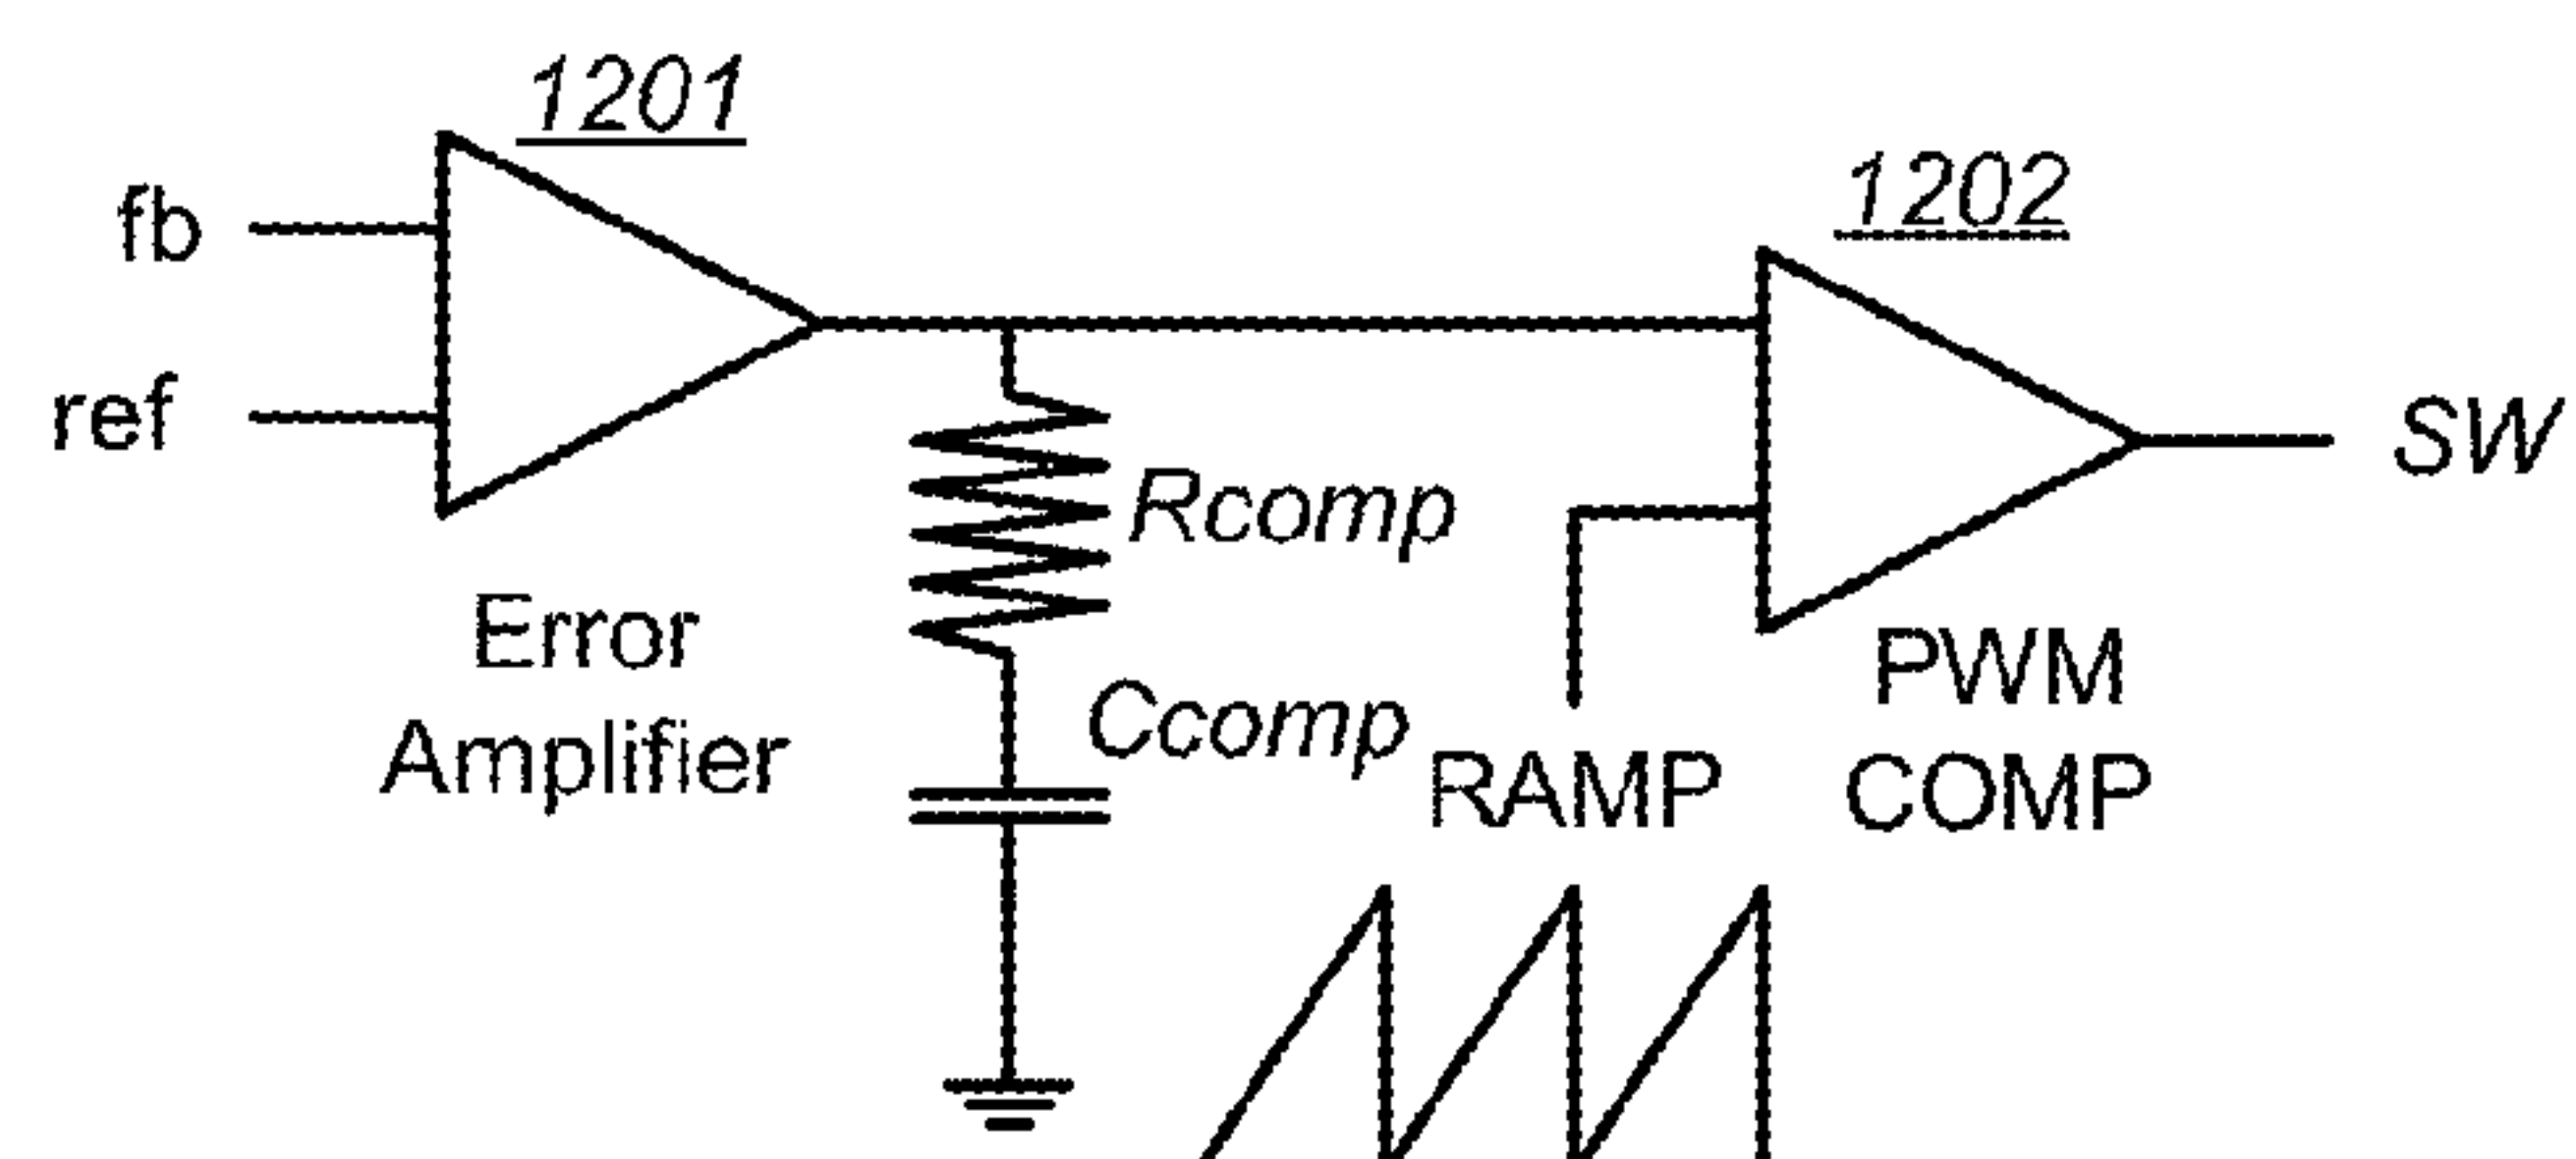 1201
1202
fb
ref
SW
Rcomp
Error
Amplifier
Ccomp
RAMP
PWM
COMP